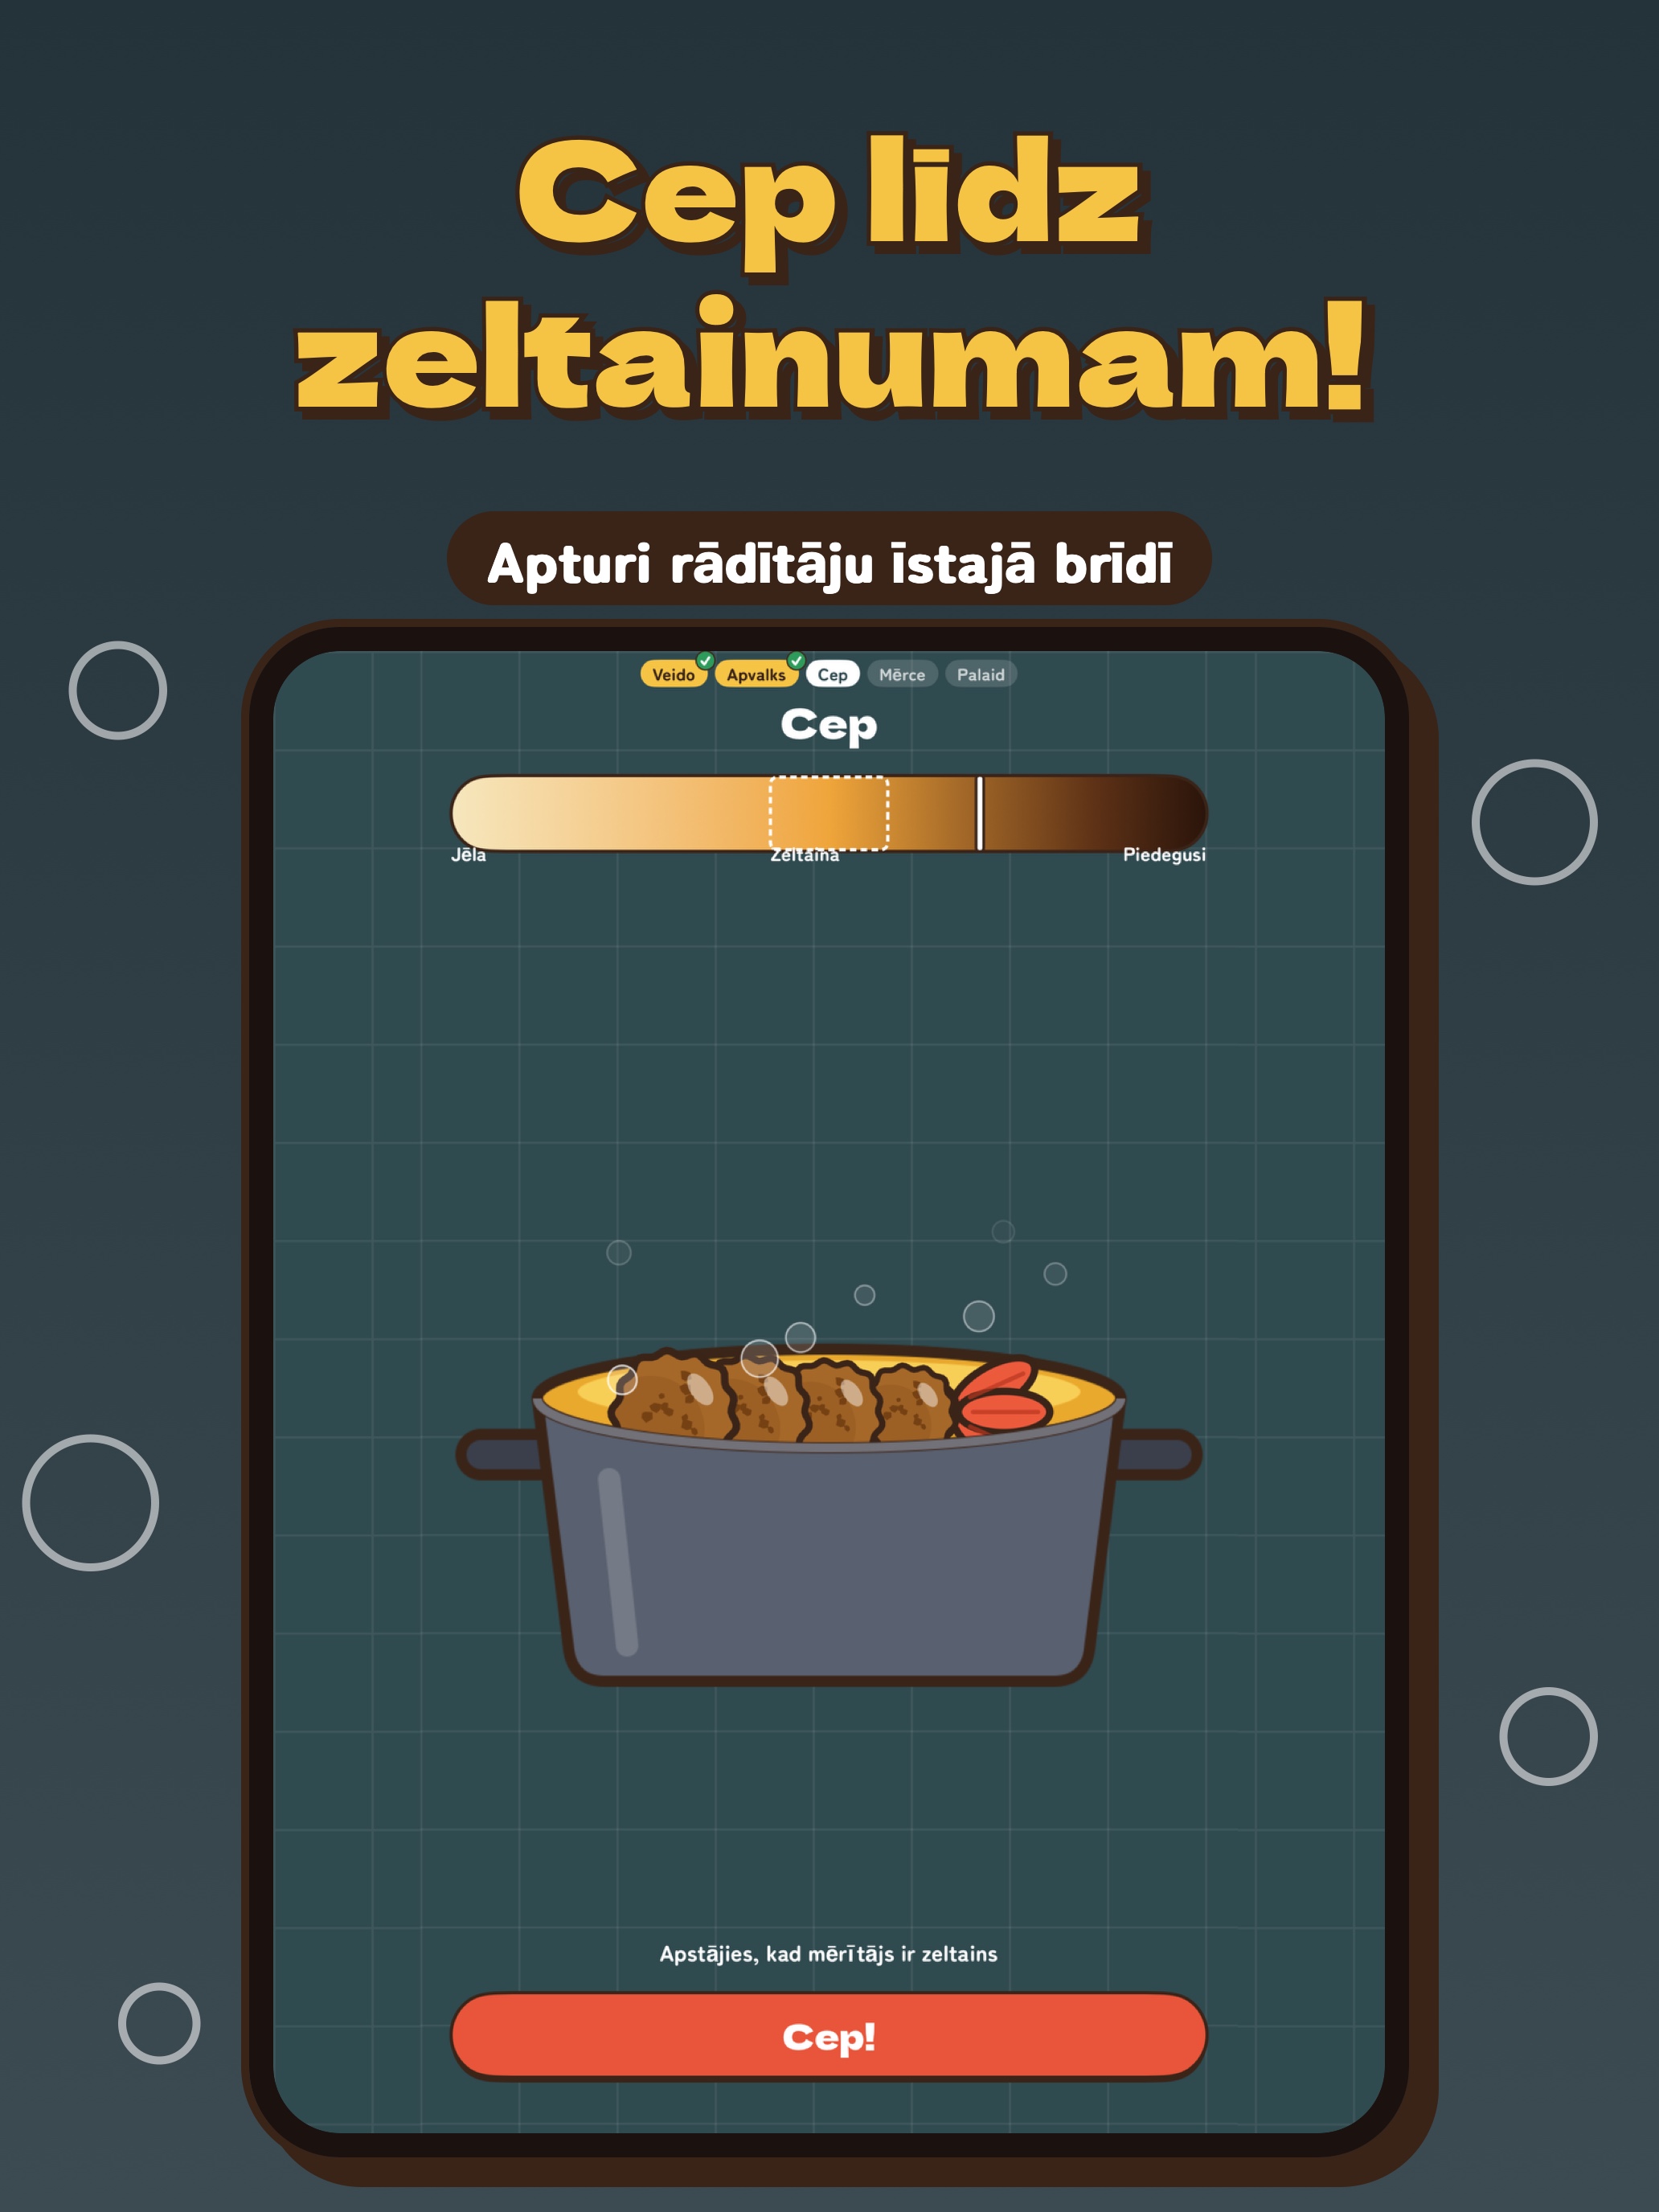 Cep līdz
zeltainumam!
Apturi rādītāju īstajā brīdī
Veido Apvalks Cep Mērce Palaid
Cep
Jēla Zeltaina Piedegusi
Apstājies, kad mērītājs ir zeltains
Cep!